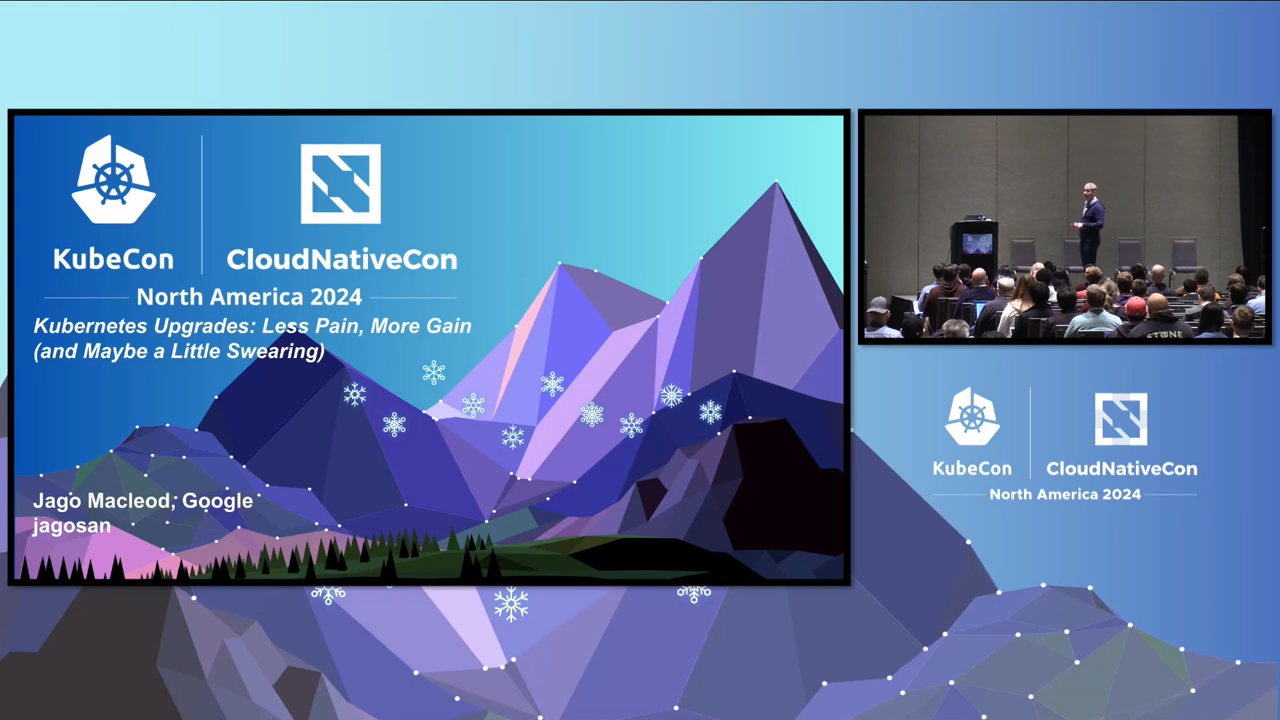 KubeCon
CloudNativeCon
North America 2024
Kubernetes Upgrades: Less Pain, More Gain
(and Maybe a Little Swearing)
Jago Macleod, Google
jagosan
STONE
KubeCon
CloudNativeCon
North America 2024